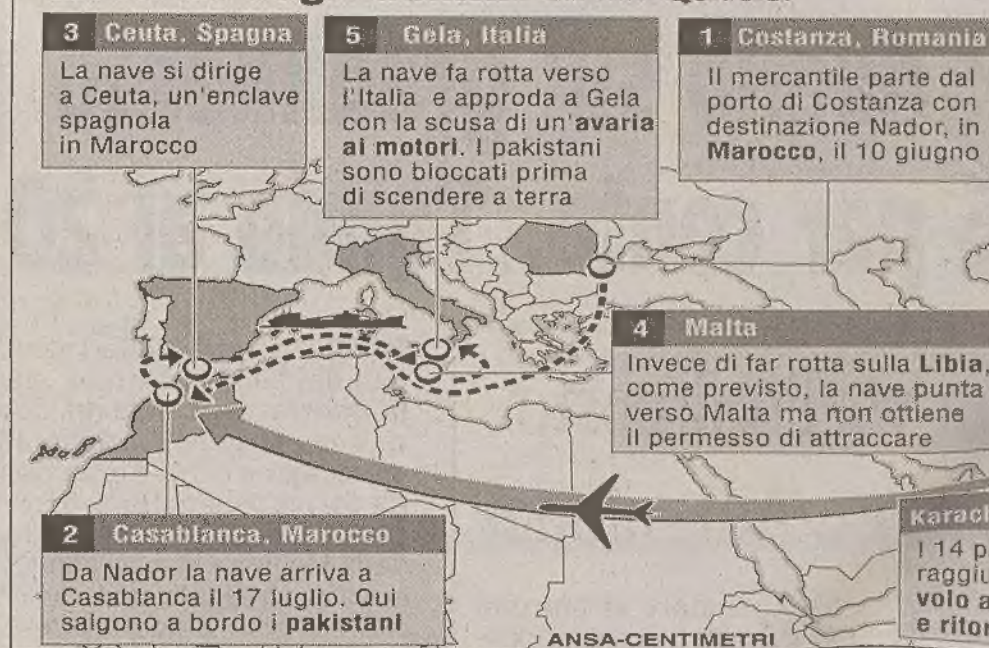 3 Ceuta, Spagna
La nave si dirige
a Ceuta, un'enclave
spagnola
in Marocco
5 Gela, Italia
La nave fa rotta verso
l'Italia e approda a Gela
con la scusa di un'avaria
ai motori. I pakistani
sono bloccati prima
di scendere a terra
1 Costanza, Romania
Il mercantile parte dal
porto di Costanza con
destinazione Nador, in
Marocco, il 10 giugno
4 Malta
Invece di far rotta sulla Libia,
come previsto, la nave punta
verso Malta ma non ottiene
il permesso di attraccare
2 Casablanca, Marocco
Da Nador la nave arriva a
Casablanca il 17 luglio. Qui
salgono a bordo i pakistani
I 14
volo
ANSA-CENTIMETRI